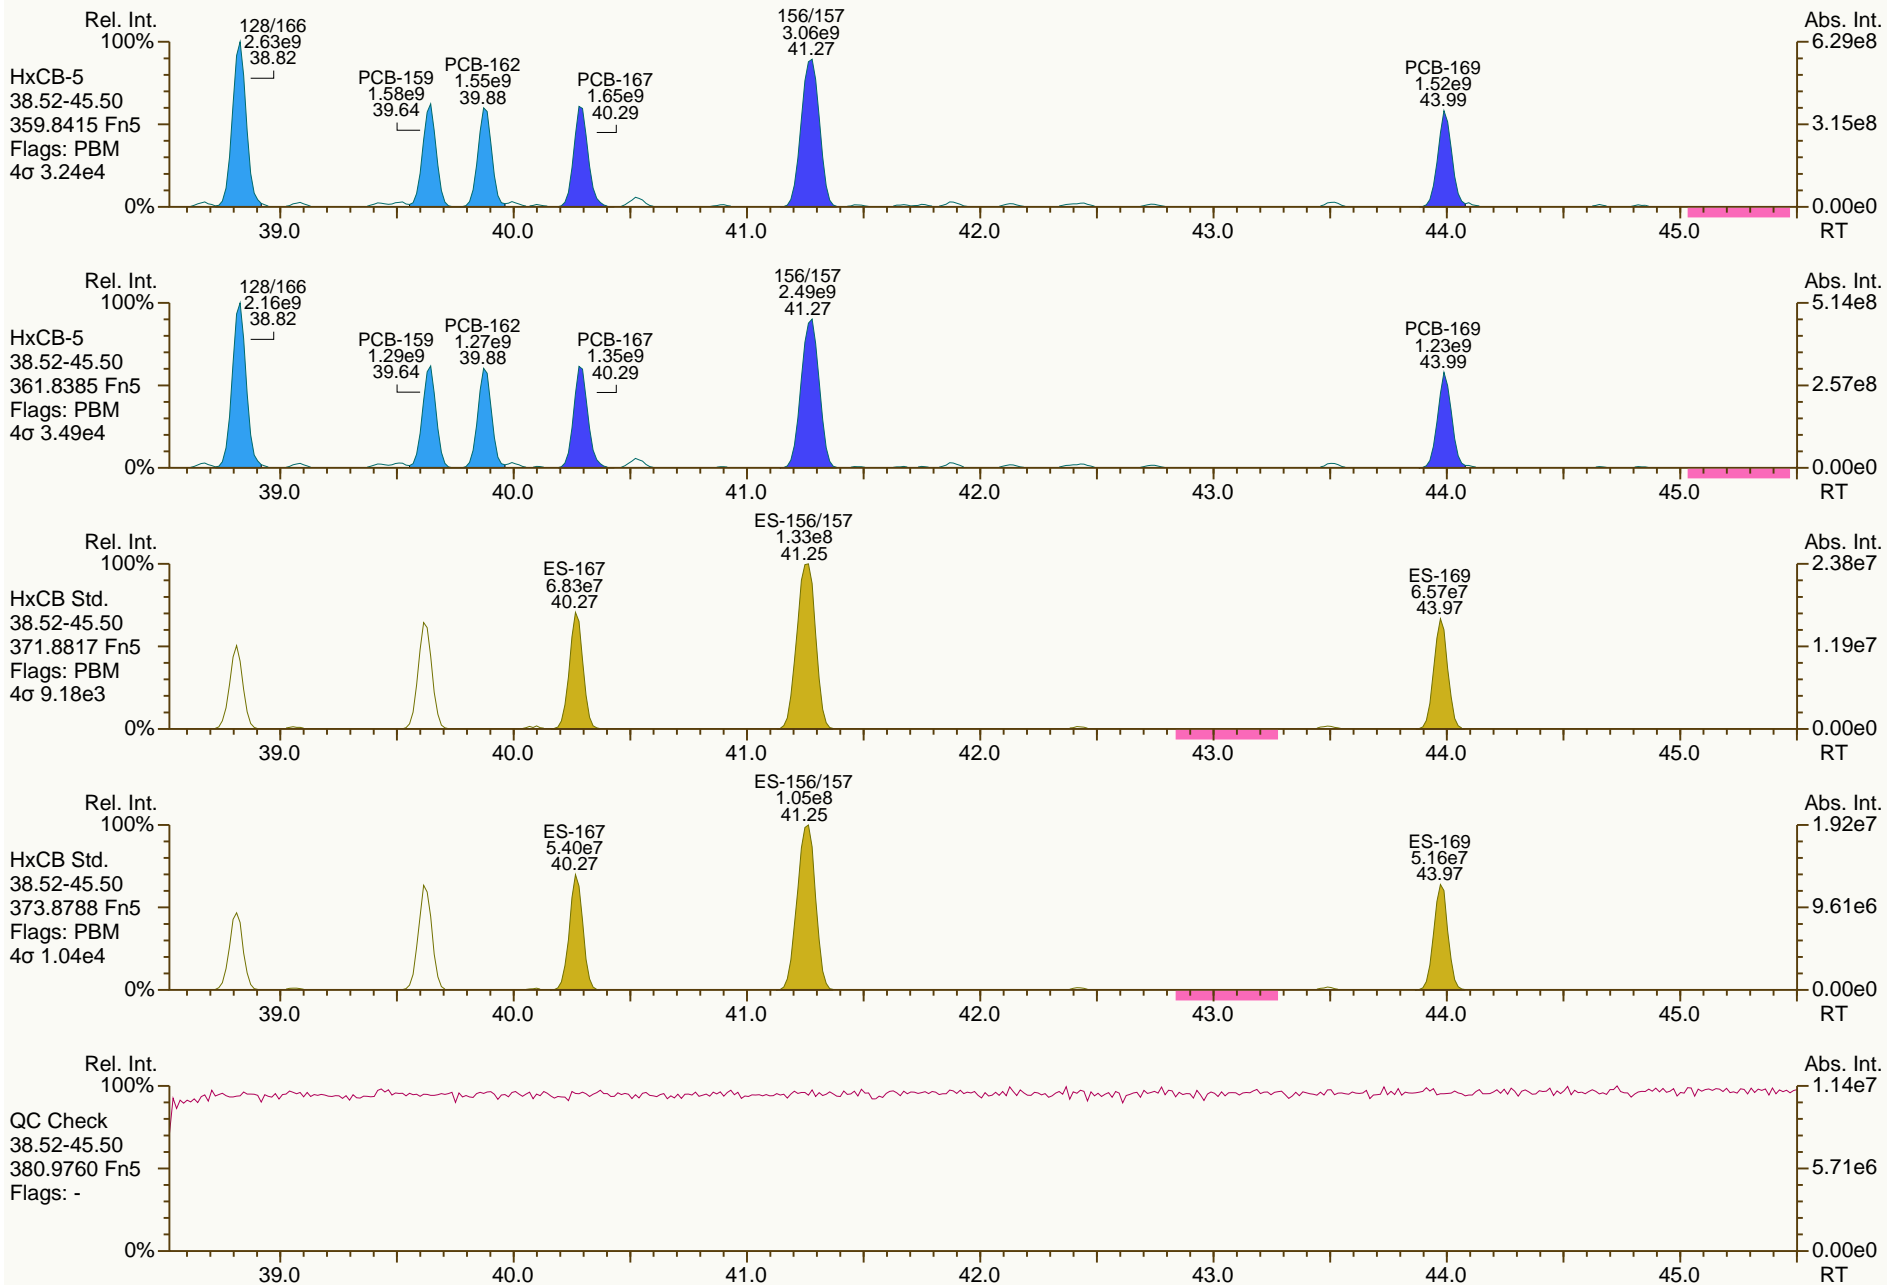 Rel. Int.
Abs. Int.
HxCB-5
38.52-45.50
359.8415 Fn5
Flags: PBM
4σ 3.24e4
100%
0%
128/166
2.63e9
38.82
PCB-159
1.58e9
39.64
PCB-162
1.55e9
39.88
PCB-167
1.65e9
40.29
156/157
3.06e9
41.27
PCB-169
1.52e9
43.99
6.29e8
3.15e8
0.00e0
39.0 40.0 41.0 42.0 43.0 44.0 45.0 RT
Rel. Int.
Abs. Int.
HxCB-5
38.52-45.50
361.8385 Fn5
Flags: PBM
4σ 3.49e4
100%
0%
128/166
2.16e9
38.82
PCB-159
1.29e9
39.64
PCB-162
1.27e9
39.88
PCB-167
1.35e9
40.29
156/157
2.49e9
41.27
PCB-169
1.23e9
43.99
5.14e8
2.57e8
0.00e0
39.0 40.0 41.0 42.0 43.0 44.0 45.0 RT
Rel. Int.
Abs. Int.
HxCB Std.
38.52-45.50
371.8817 Fn5
Flags: PBM
4σ 9.18e3
100%
0%
ES-167
6.83e7
40.27
ES-156/157
1.33e8
41.25
ES-169
6.57e7
43.97
2.38e7
1.19e7
0.00e0
39.0 40.0 41.0 42.0 43.0 44.0 45.0 RT
Rel. Int.
Abs. Int.
HxCB Std.
38.52-45.50
373.8788 Fn5
Flags: PBM
4σ 1.04e4
100%
0%
ES-167
5.40e7
40.27
ES-156/157
1.05e8
41.25
ES-169
5.16e7
43.97
1.92e7
9.61e6
0.00e0
39.0 40.0 41.0 42.0 43.0 44.0 45.0 RT
Rel. Int.
Abs. Int.
QC Check
38.52-45.50
380.9760 Fn5
Flags: -
100%
0%
1.14e7
5.71e6
0.00e0
39.0 40.0 41.0 42.0 43.0 44.0 45.0 RT